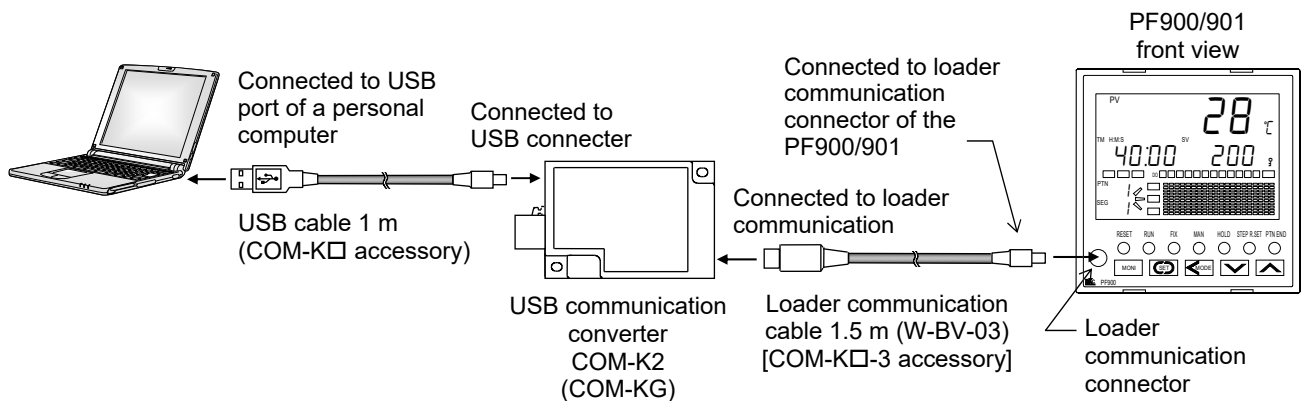 PF900/901
front view
Connected to USB
port of a personal
computer
Connected to
USB connecter
Connected to loader
communication
connector of the
PF900/901
USB cable 1 m
(COM-K□ accessory)
Connected to loader
communication
USB communication
converter
COM-K2
(COM-KG)
Loader communication
cable 1.5 m (W-BV-03)
[COM-K□-3 accessory]
Loader
communication
connector
PV
28 ℃
TM H:M:S SV
40:00 200
PTN
1
SEG
1
RESET RUN FIX MAN HOLD STEP R.SET PTN END
MONI SET MODE
PF900